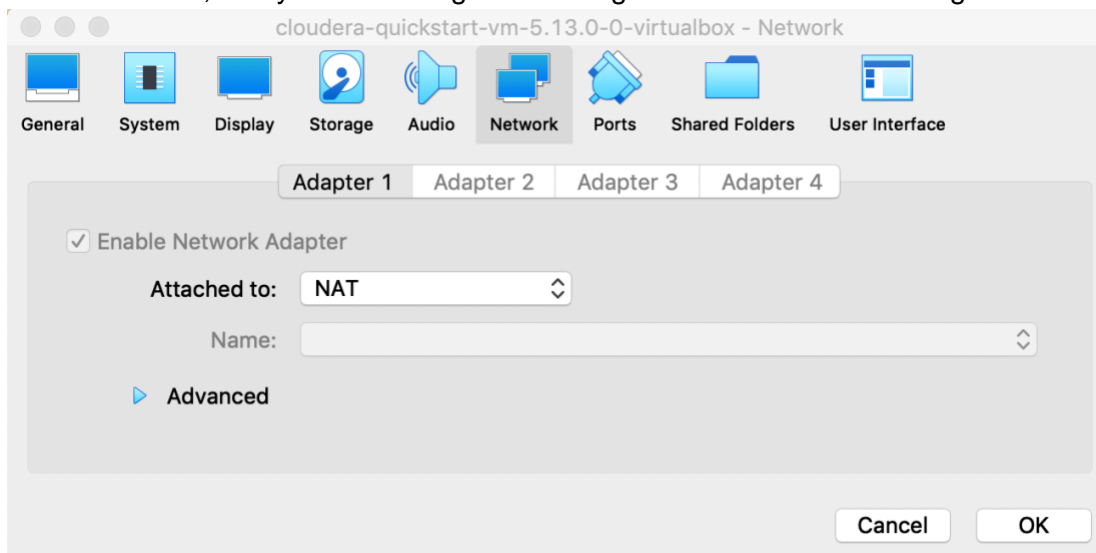 cloudera-quickstart-vm-5.13.0-0-virtualbox - Network
General System Display Storage Audio Network Ports Shared Folders User Interface
Adapter 1 Adapter 2 Adapter 3 Adapter 4
Enable Network Adapter
Attached to: NAT
Name:
Advanced
Cancel OK